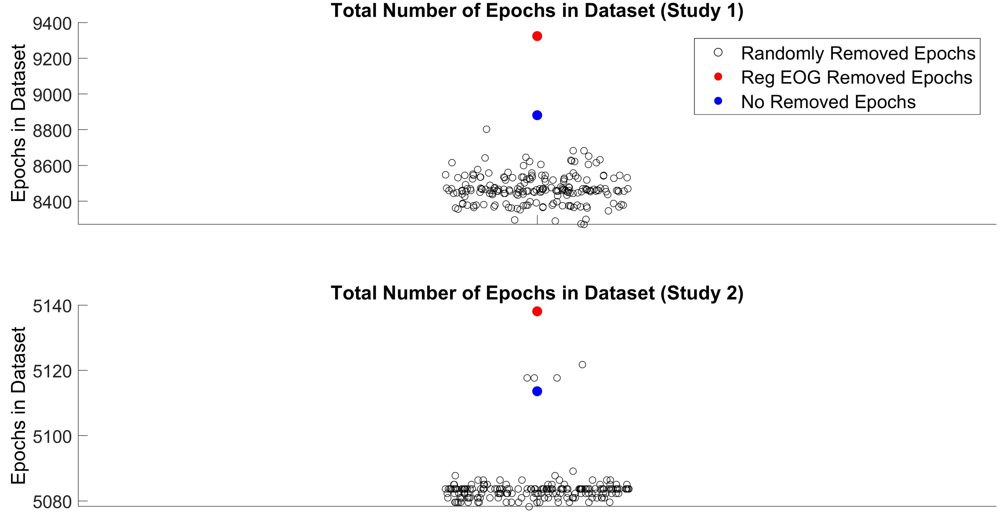 Total Number of Epochs in Dataset (Study 1)
9400
9200
9000
8800
8600
8400
Epochs in Dataset
Randomly Removed Epochs
Reg EOG Removed Epochs
No Removed Epochs
Total Number of Epochs in Dataset (Study 2)
5140
5120
5100
5080
Epochs in Dataset